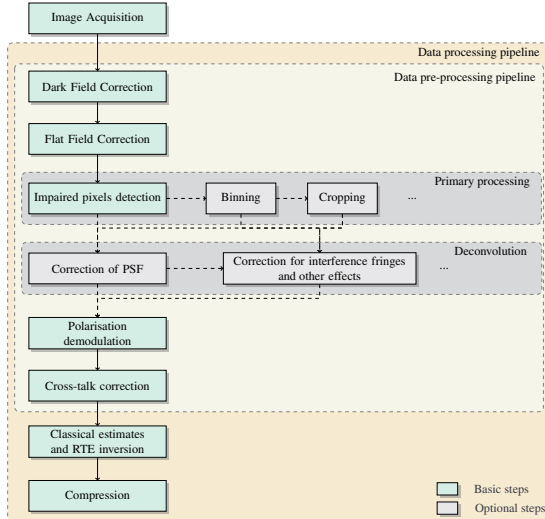 Image Acquisition
Data processing pipeline
Data pre-processing pipeline
Dark Field Correction
Flat Field Correction
Primary processing
Impaired pixels detection
Binning
Cropping
...
Deconvolution
Correction of PSF
Correction for interference fringes
and other effects
...
Polarisation
demodulation
Cross-talk correction
Classical estimates
and RTE inversion
Compression
Basic steps
Optional steps